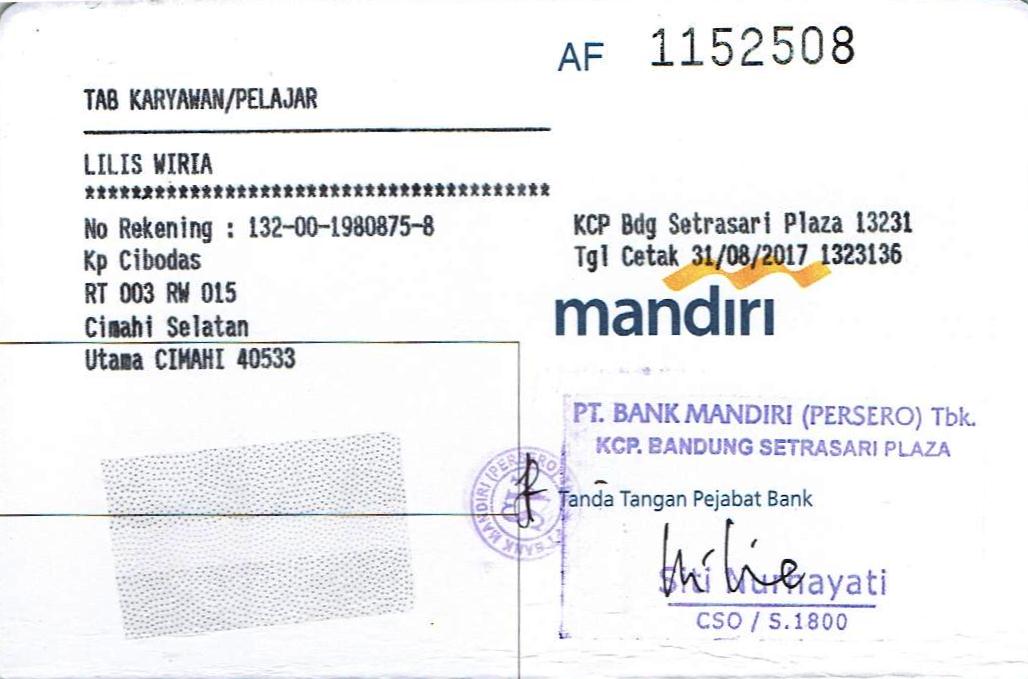 AF 1152508
TAB KARYAWAN/PELAJAR
LILIS WIRIA
*****************************************
No Rekening : 132-00-1980875-8
Kp Cibodas
RT 003 RW 015
Cimahi Selatan
Utama CIMAHI 40533
KCP Bdg Setrasari Plaza 13231
Tgl Cetak 31/08/2017 1323136
mandiri
PT. BANK MANDIRI (PERSERO) Tbk.
KCP. BANDUNG SETRASARI PLAZA
Tanda Tangan Pejabat Bank
Siti Nurhayati
CSO / S.1800
PT BANK MANDIRI (PERSERO)